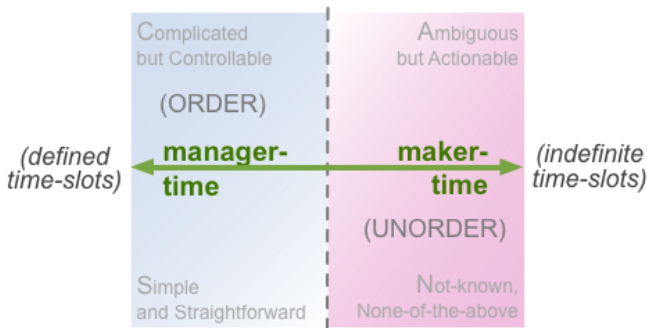 Complicated
but Controllable
Ambiguous
but Actionable
(ORDER)
(defined
time-slots)
manager-
time
maker-
time
(indefinite
time-slots)
(UNORDER)
Simple
and Straightforward
Not-known,
None-of-the-above